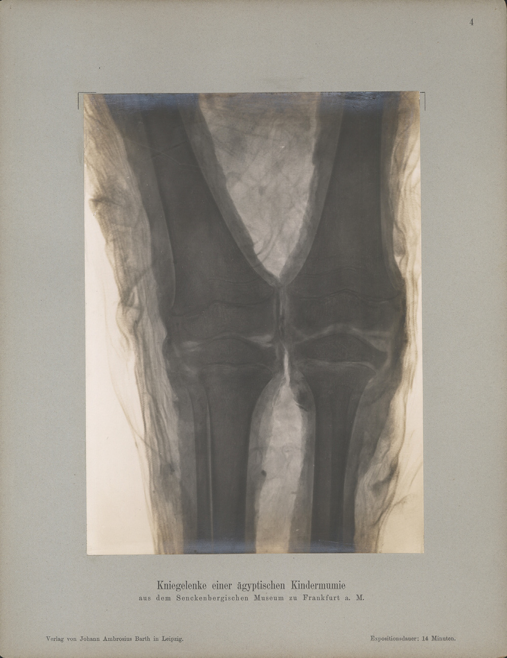 4
Kniegelenke einer ägyptischen Kindermumie
aus dem Senckenbergischen Museum zu Frankfurt a. M.
Verlag von Johann Ambrosius Barth in Leipzig.
Expositionsdauer: 14 Minuten.